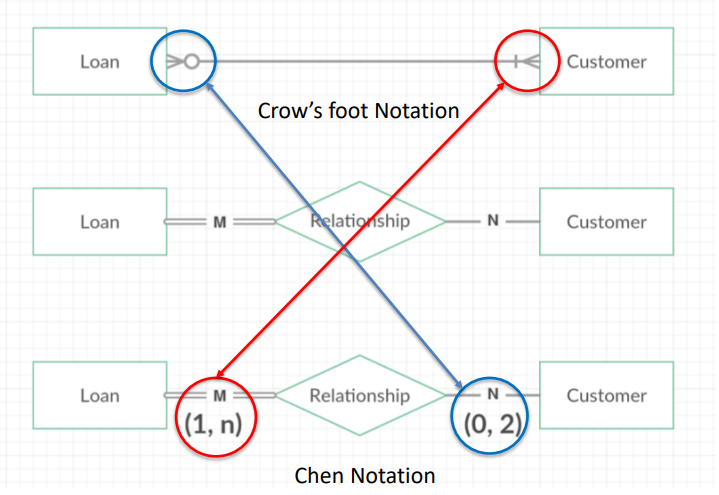 Loan Customer
Crow’s foot Notation
Loan M Relationship N Customer
Loan M Relationship N Customer
(1, n) (0, 2)
Chen Notation